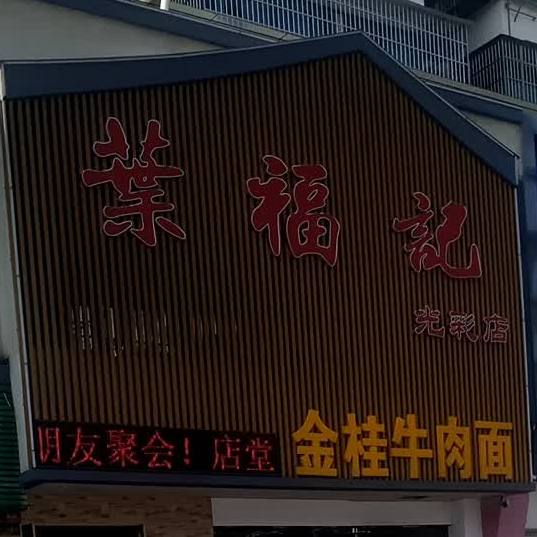 葉福記
光彩店
朋友聚会！店堂
金桂牛肉面